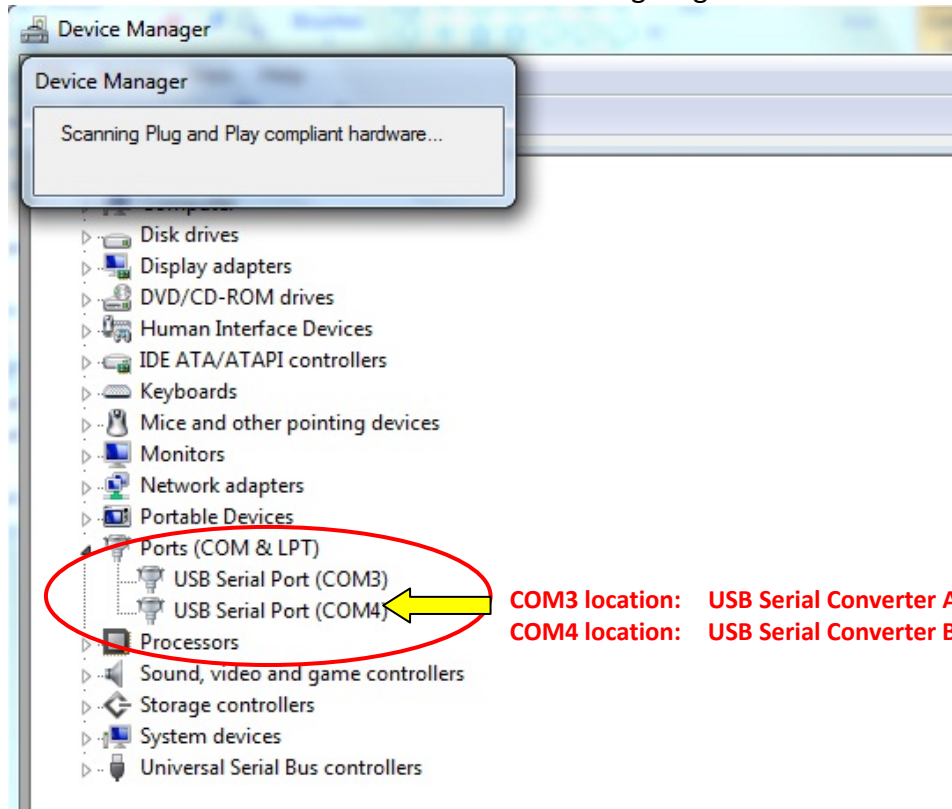 Device Manager
Device Manager
Scanning Plug and Play compliant hardware...
Computer
Disk drives
Display adapters
DVD/CD-ROM drives
Human Interface Devices
IDE ATA/ATAPI controllers
Keyboards
Mice and other pointing devices
Monitors
Network adapters
Portable Devices
Ports (COM & LPT)
USB Serial Port (COM3)
USB Serial Port (COM4)
COM3 location: USB Serial Converter A
COM4 location: USB Serial Converter B
Processors
Sound, video and game controllers
Storage controllers
System devices
Universal Serial Bus controllers